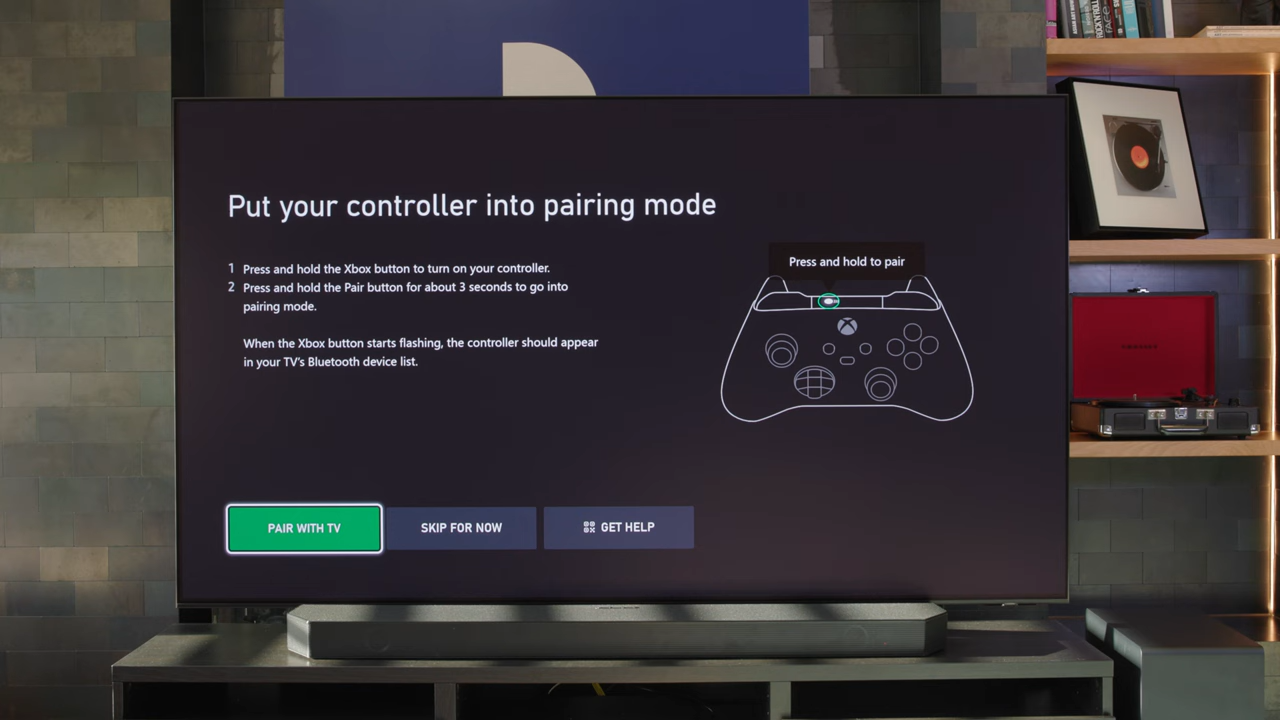 Put your controller into pairing mode
1 Press and hold the Xbox button to turn on your controller.
2 Press and hold the Pair button for about 3 seconds to go into
pairing mode.
When the Xbox button starts flashing, the controller should appear
in your TV's Bluetooth device list.
Press and hold to pair
PAIR WITH TV
SKIP FOR NOW
GET HELP